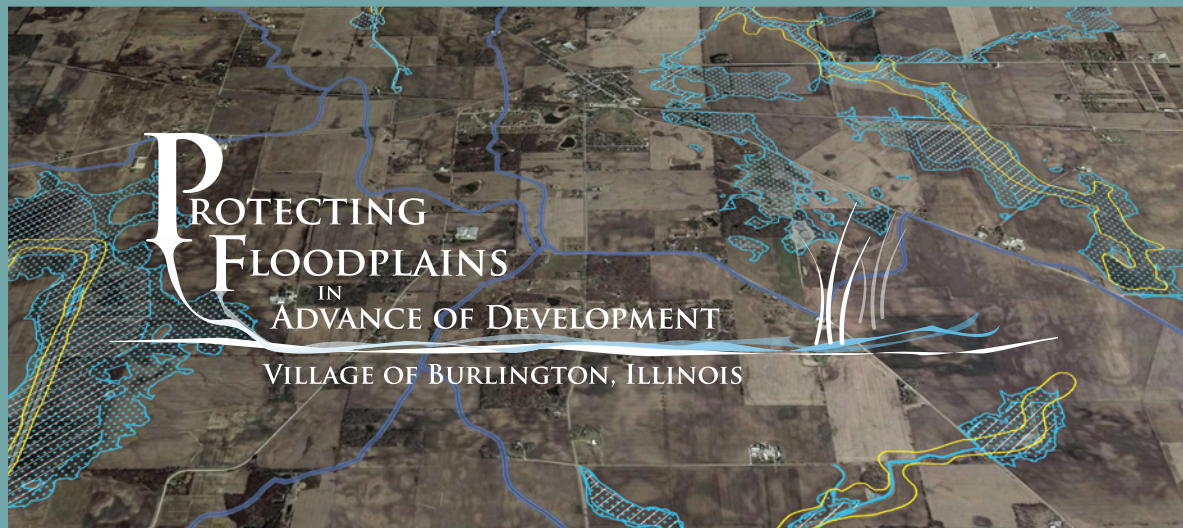 PROTECTING
FLOODPLAINS
IN
ADVANCE OF DEVELOPMENT
VILLAGE OF BURLINGTON, ILLINOIS